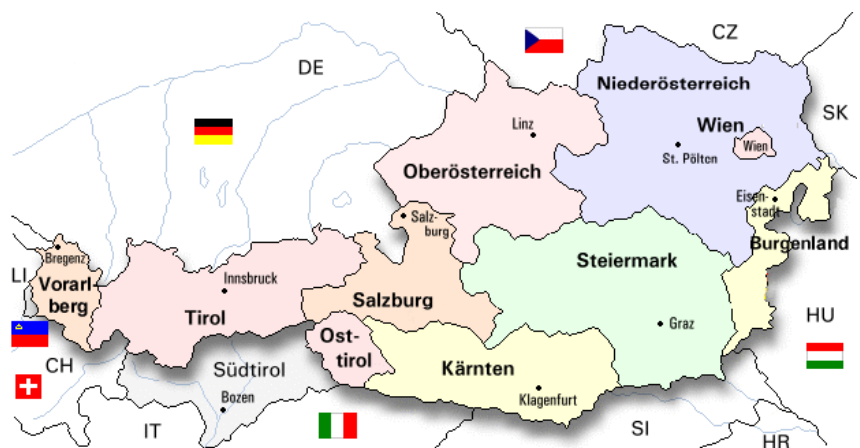 CZ
DE
Niederösterreich
SK
Linz
Wien
Wien
St. Pölten
Oberösterreich
Eisen-
stadt
Salz-
burg
Burgenland
Bregenz
LI
Vorarl-
berg
Innsbruck
Steiermark
Tirol
Salzburg
Graz
HU
Ost-
tirol
CH
Südtirol
Kärnten
Klagenfurt
Bozen
IT
SI
HR